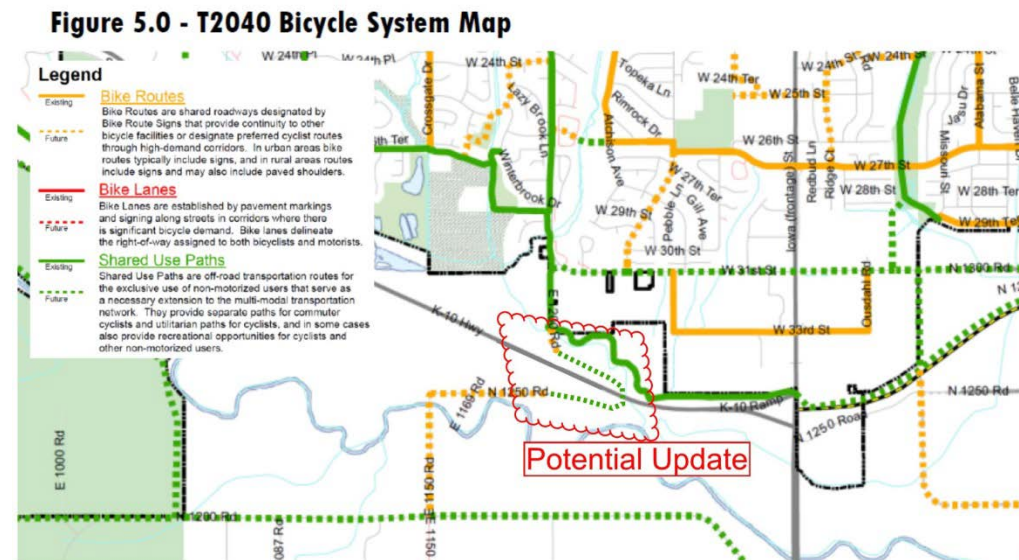 Figure 5.0 - T2040 Bicycle System Map
Legend
Existing
Bike Routes
Bike Routes are shared roadways designated by
Bike Route Signs that provide continuity to other
Future
bicycle facilities or designate preferred cyclist routes
through high-demand corridors. In urban areas bike
routes typically include signs, and in rural areas routes
include signs and may also include paved shoulders.
Existing
Bike Lanes
Bike Lanes are established by pavement markings
and signing along streets in corridors where there
Future
is significant bicycle demand. Bike lanes delineate
the right-of-way assigned to both bicyclists and motorists.
Existing
Shared Use Paths
Shared Use Paths are off-road transportation routes for
the exclusive use of non-motorized users that serve as
Future
a necessary extension to the multi-modal transportation
network. They provide separate paths for commuter
cyclists and utilitarian paths for cyclists, and in some cases
also provide recreational opportunities for cyclists and
other non-motorized users.
W 24th Pl
W 24th St
Crossgate Dr
Lazy Brook Ln
Topeka Ln
Rimrock Dr
W 24th Ter
W 25th St
W 24th St
W 24th St
Atchison Ave
W 26th St
Jana Dr
Alabama St
Missouri St
Winterbrook Dr
W 27th Ter
W 27th St
Redbud Ln
Ridge Ct
W 28th St
W 28th Ter
W 29th St
Pebble Ln
Gill Ave
W 29th Ter
W 30th St
Iowa (frontage) St
W 31st St
N 1300 Rd
Ousdahl Rd
K-10 Hwy
W 33rd St
N 1250 Rd
E 1169 Rd
K-10 Ramp
N 1250 Road
N 1250 Rd
Potential Update
E 1000 Rd
E 1150 Rd
N 1200 Rd
E 1150